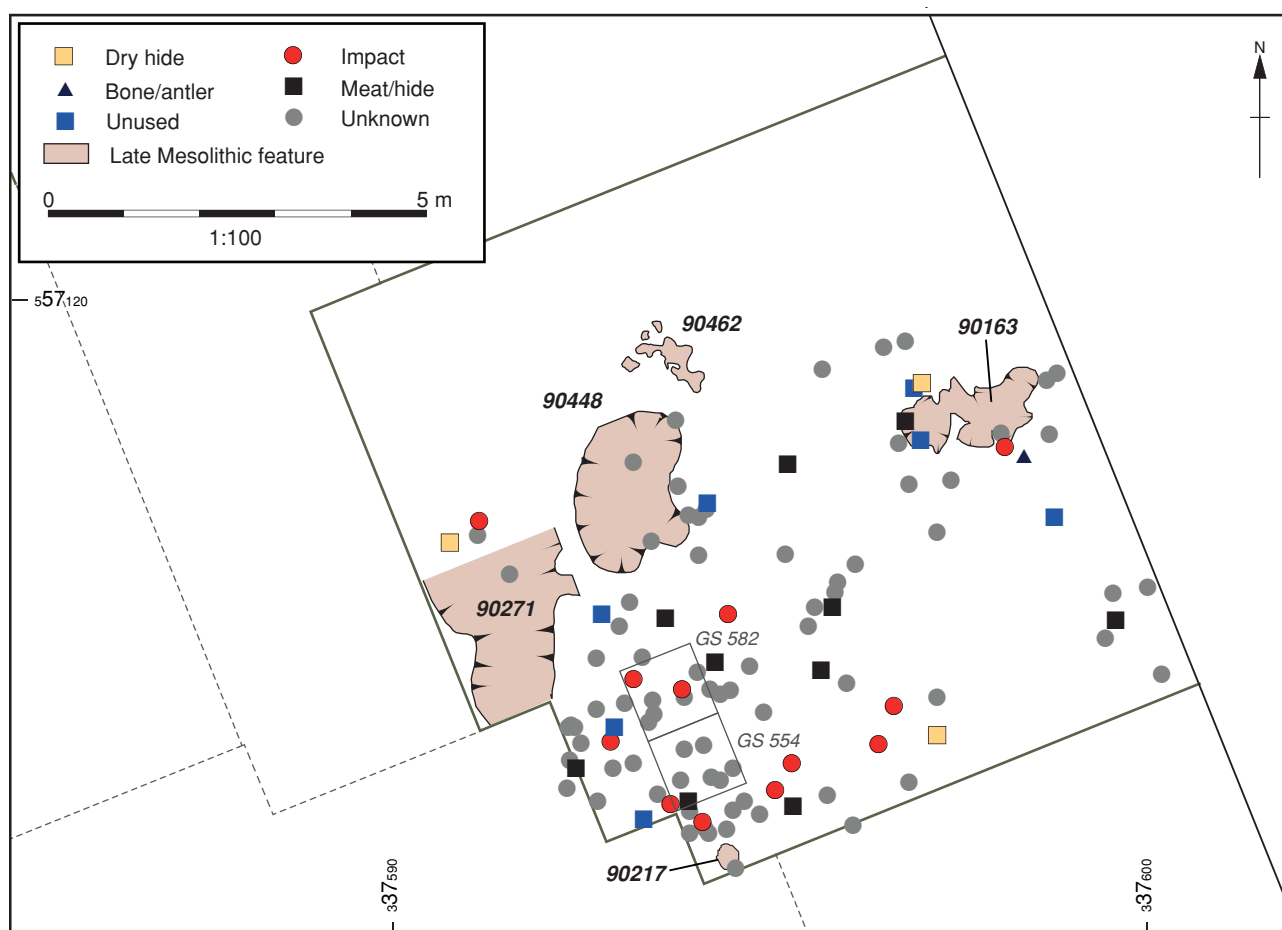 Dry hide
Impact
Bone/antler
Meat/hide
Unused
Unknown
Late Mesolithic feature
0
5 m
1:100
N
557120
90462
90163
90448
90271
GS 582
GS 554
90217
337590
337600